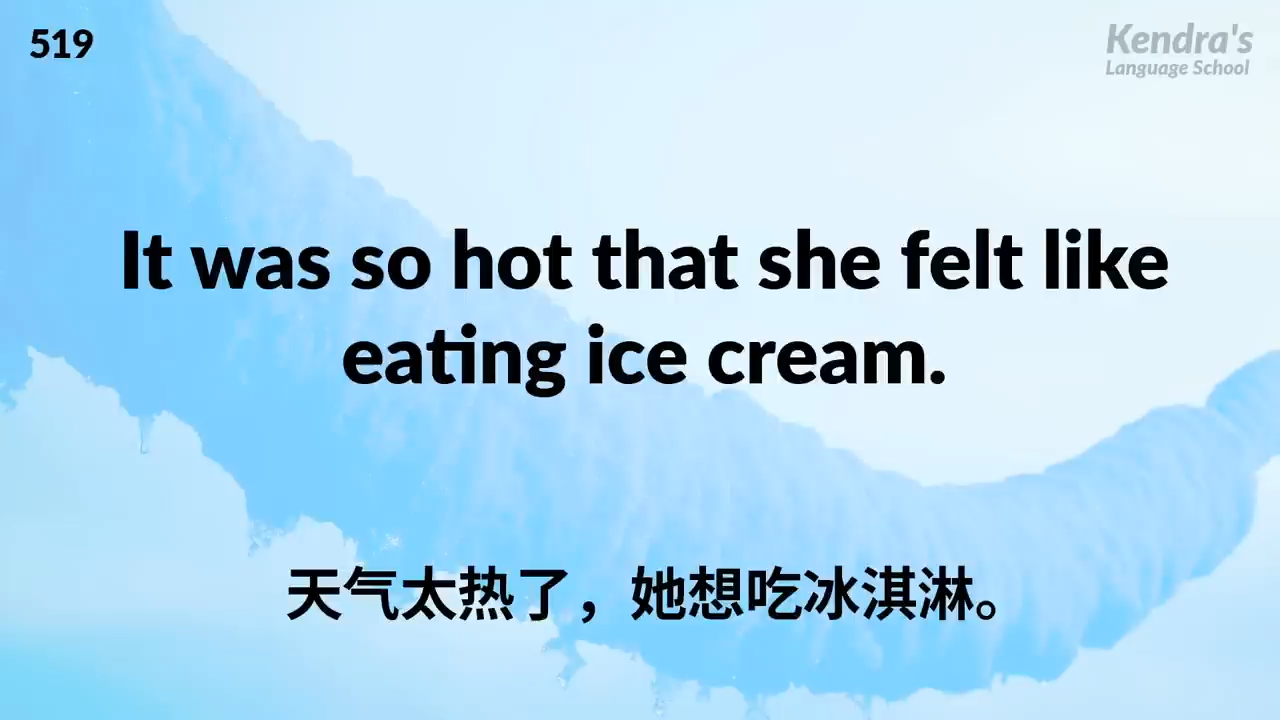 519
Kendra's
Language School
It was so hot that she felt like
eating ice cream.
天气太热了，她想吃冰淇淋。